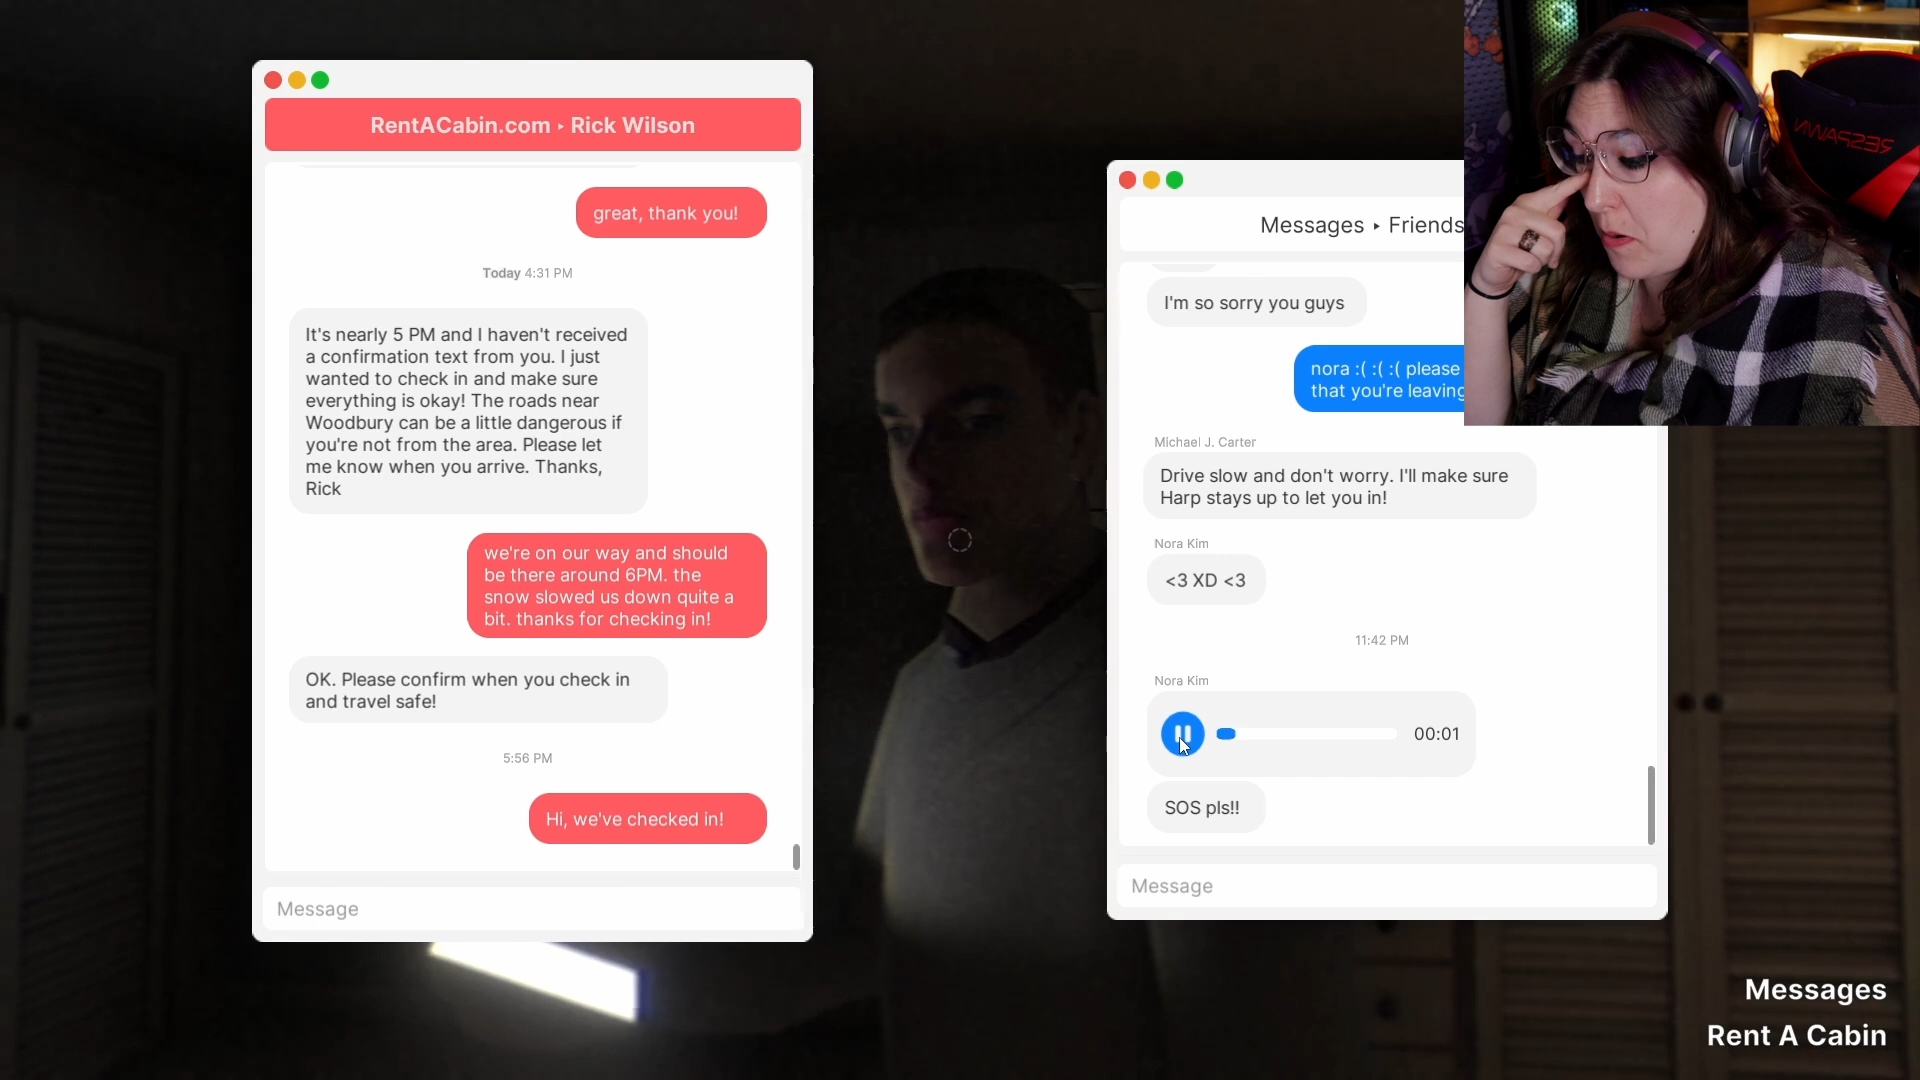 RentACabin.com ‣ Rick Wilson
great, thank you!
Today 4:31 PM
It's nearly 5 PM and I haven't received
a confirmation text from you. I just
wanted to check in and make sure
everything is okay! The roads near
Woodbury can be a little dangerous if
you're not from the area. Please let
me know when you arrive. Thanks,
Rick
we're on our way and should
be there around 6PM. the
snow slowed us down quite a
bit. thanks for checking in!
OK. Please confirm when you check in
and travel safe!
5:56 PM
Hi, we've checked in!
Message
Messages ‣ Friends
I'm so sorry you guys
nora :( :( :( please
that you're leaving
Michael J. Carter
Drive slow and don't worry. I'll make sure
Harp stays up to let you in!
Nora Kim
<3 XD <3
11:42 PM
Nora Kim
00:01
SOS pls!!
Message
RESPAWN
Messages
Rent A Cabin